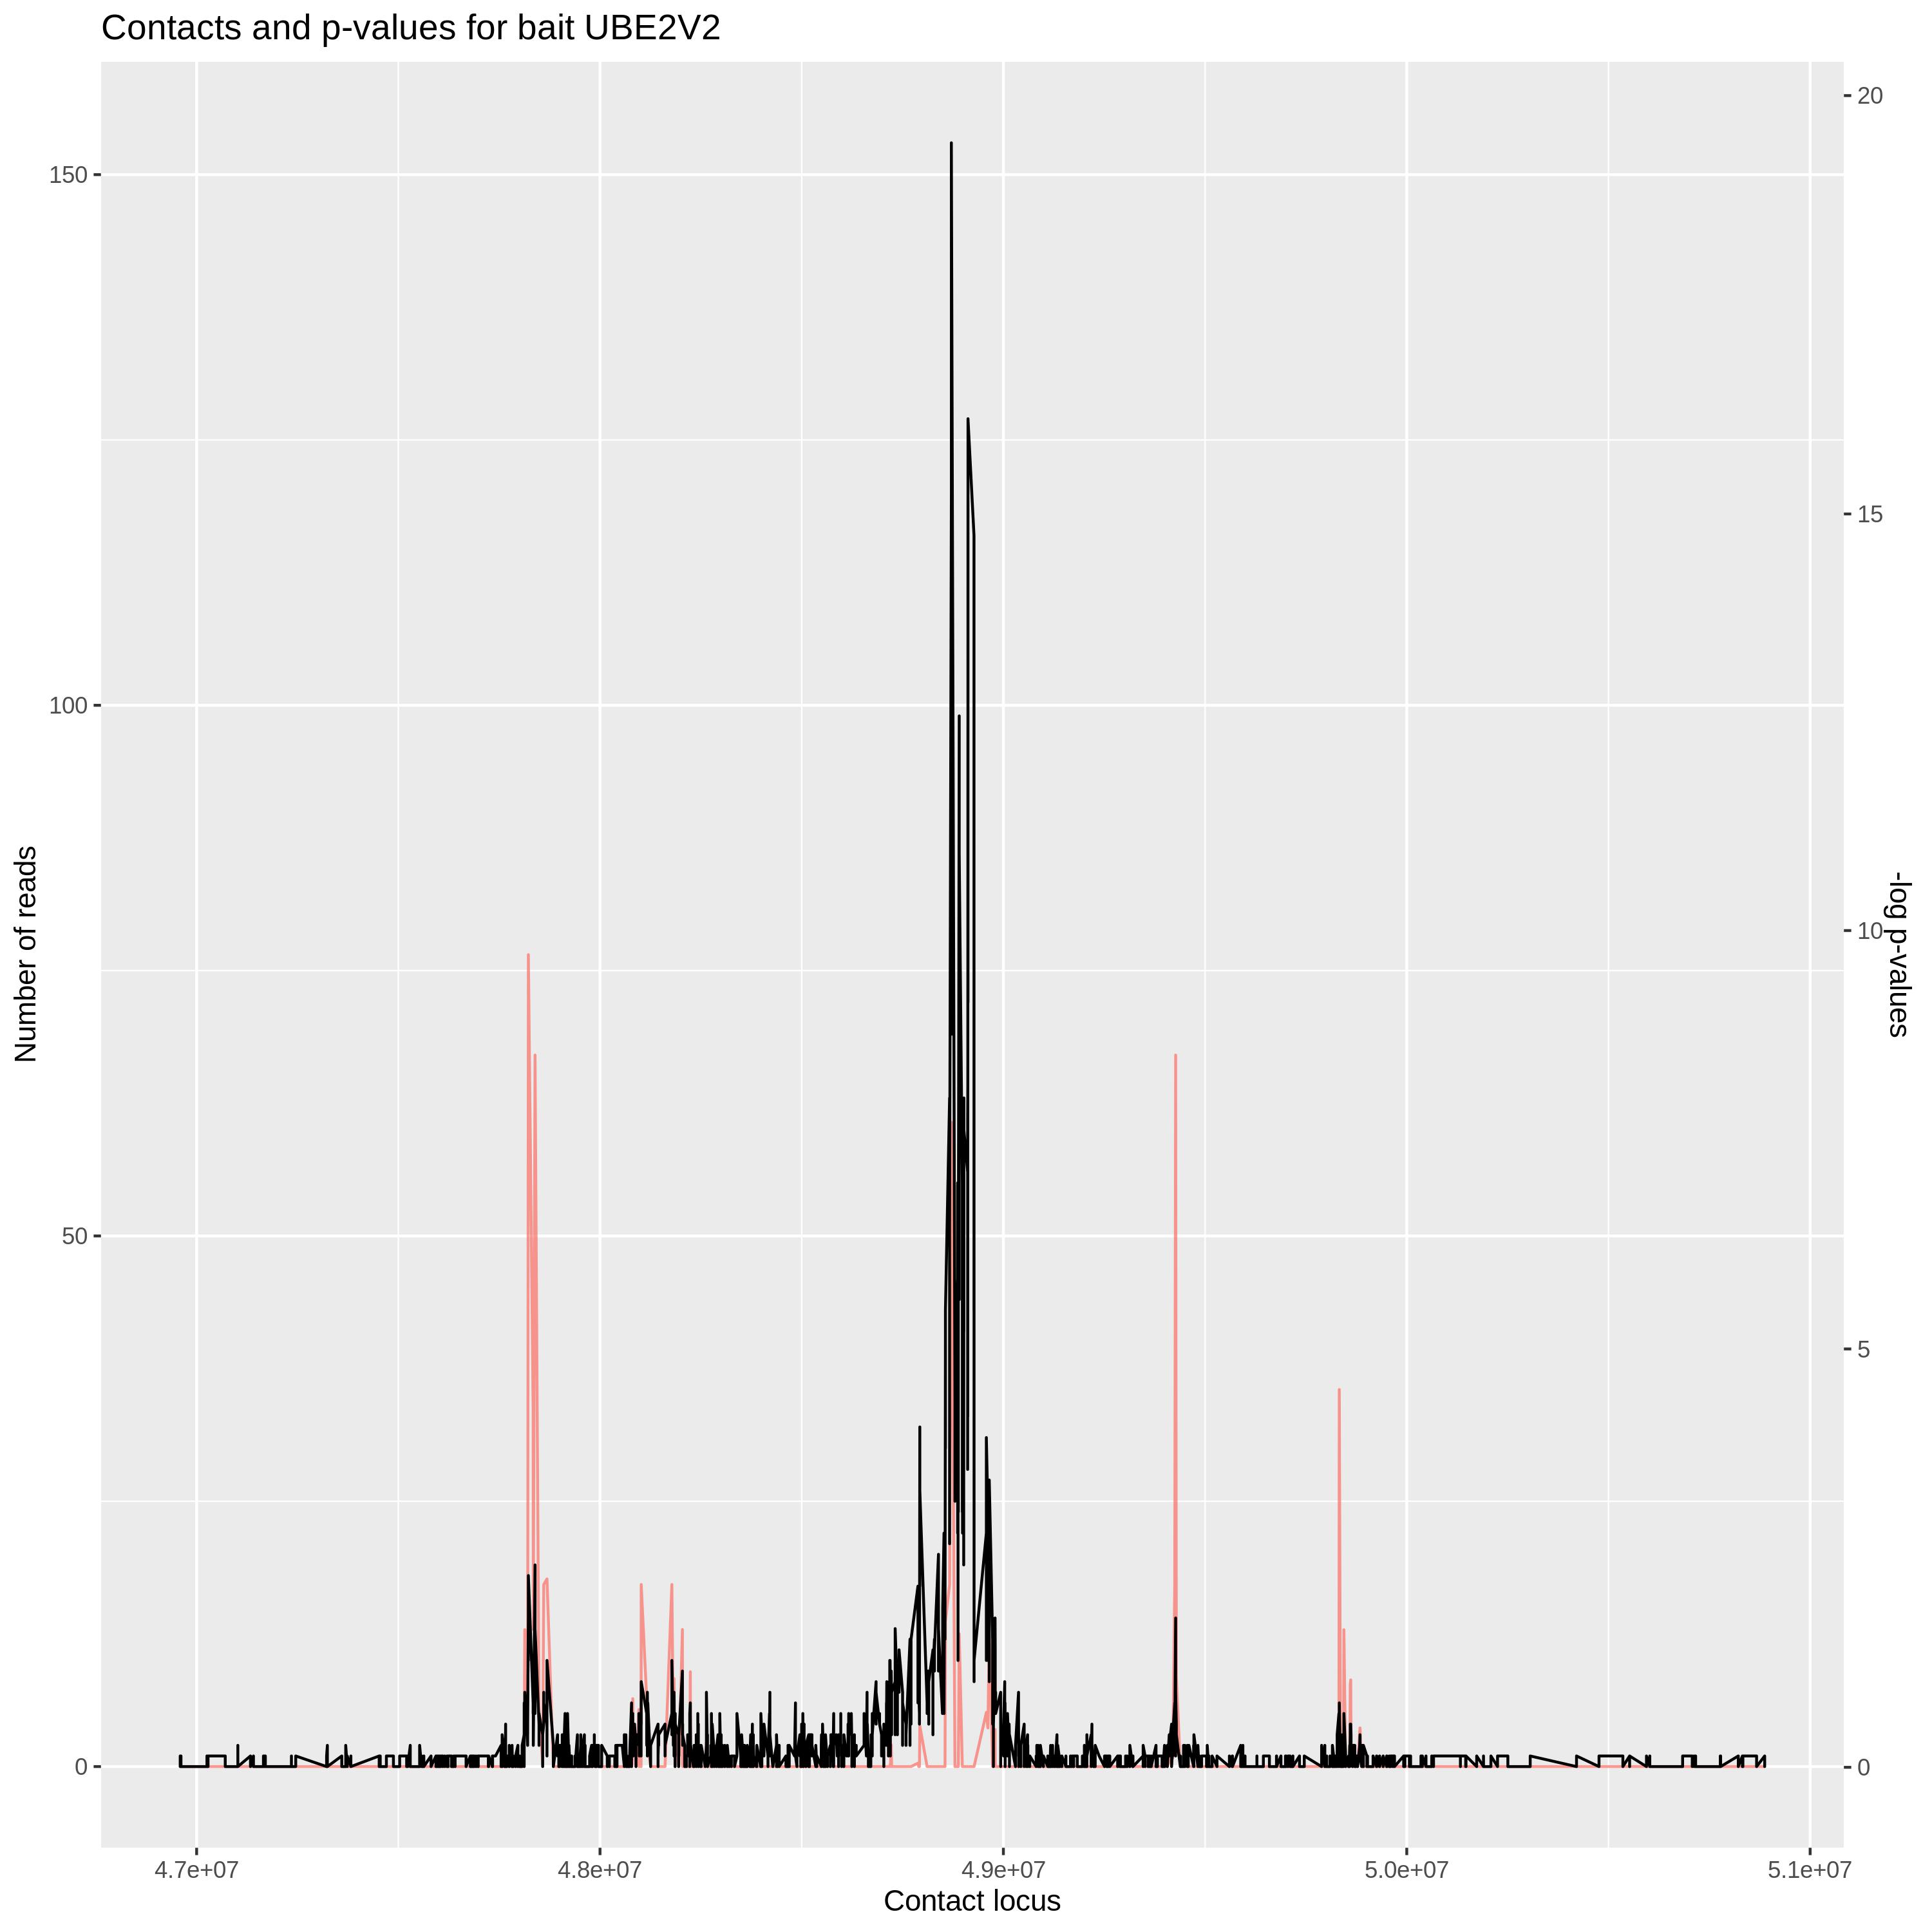 Contacts and p-values for bait UBE2V2
150
100
50
0
Number of reads
20
15
10
5
0
-log p-values
4.7e+07
4.8e+07
4.9e+07
5.0e+07
5.1e+07
Contact locus